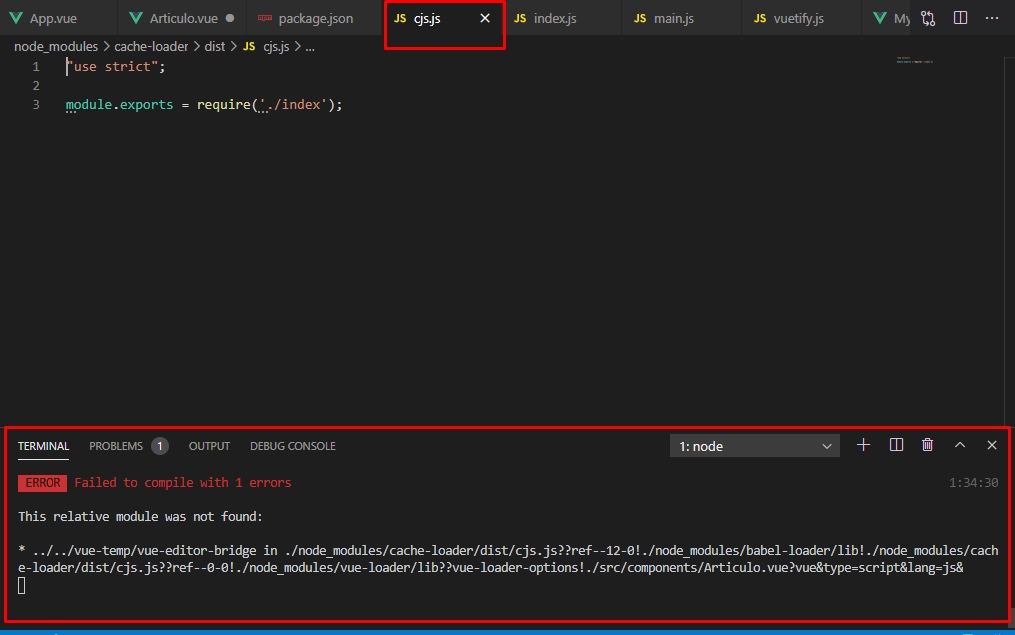 App.vue Articulo.vue package.json JS cjs.js JS index.js JS main.js JS vuetify.js My
node_modules > cache-loader > dist > JS cjs.js > ...
1 "use strict";
2
3 module.exports = require('./index');
TERMINAL PROBLEMS 1 OUTPUT DEBUG CONSOLE 1: node
ERROR Failed to compile with 1 errors 1:34:30
This relative module was not found:
* ../../vue-temp/vue-editor-bridge in ./node_modules/cache-loader/dist/cjs.js??ref--12-0!./node_modules/babel-loader/lib!./node_modules/cach
e-loader/dist/cjs.js??ref--0-0!./node_modules/vue-loader/lib??vue-loader-options!./src/components/Articulo.vue?vue&type=script&lang=js&